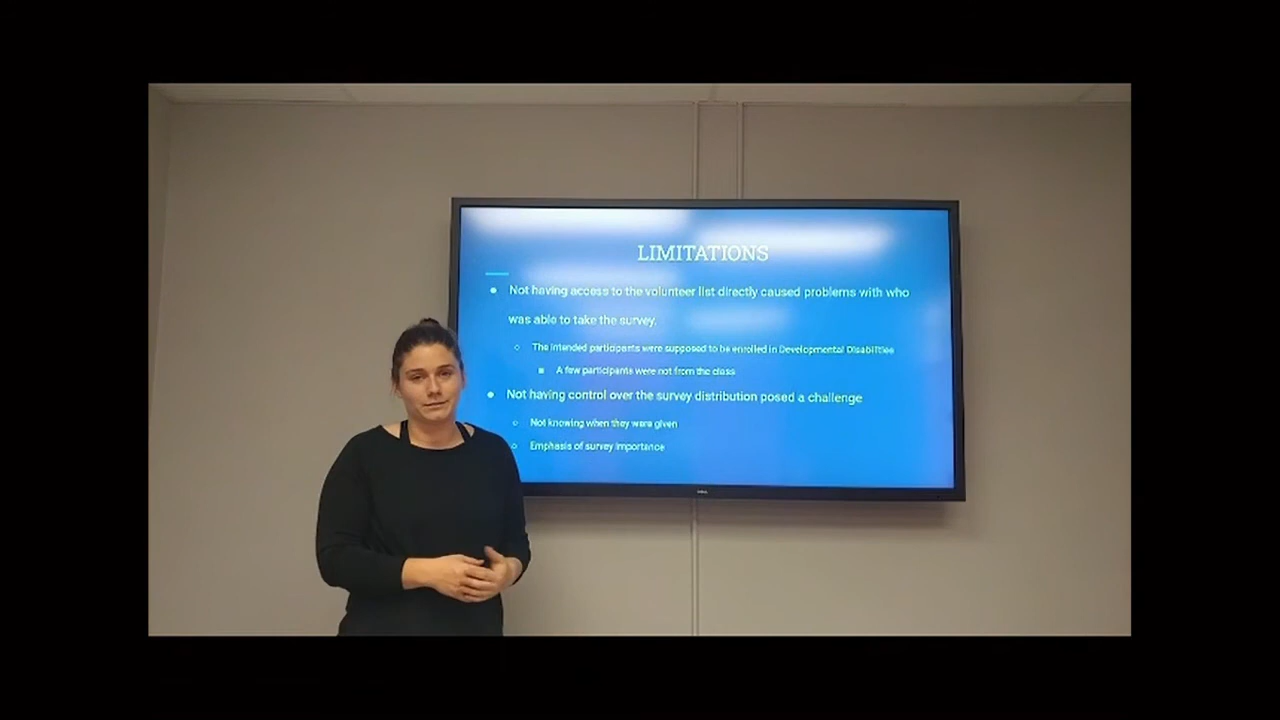 LIMITATIONS
● Not having access to the volunteer list directly caused problems with who
was able to take the survey.
○ The intended participants were supposed to be enrolled in Developmental Disabilities
■ A few participants were not from the class
● Not having control over the survey distribution posed a challenge
○ Not knowing when they were given
○ Emphasis of survey importance